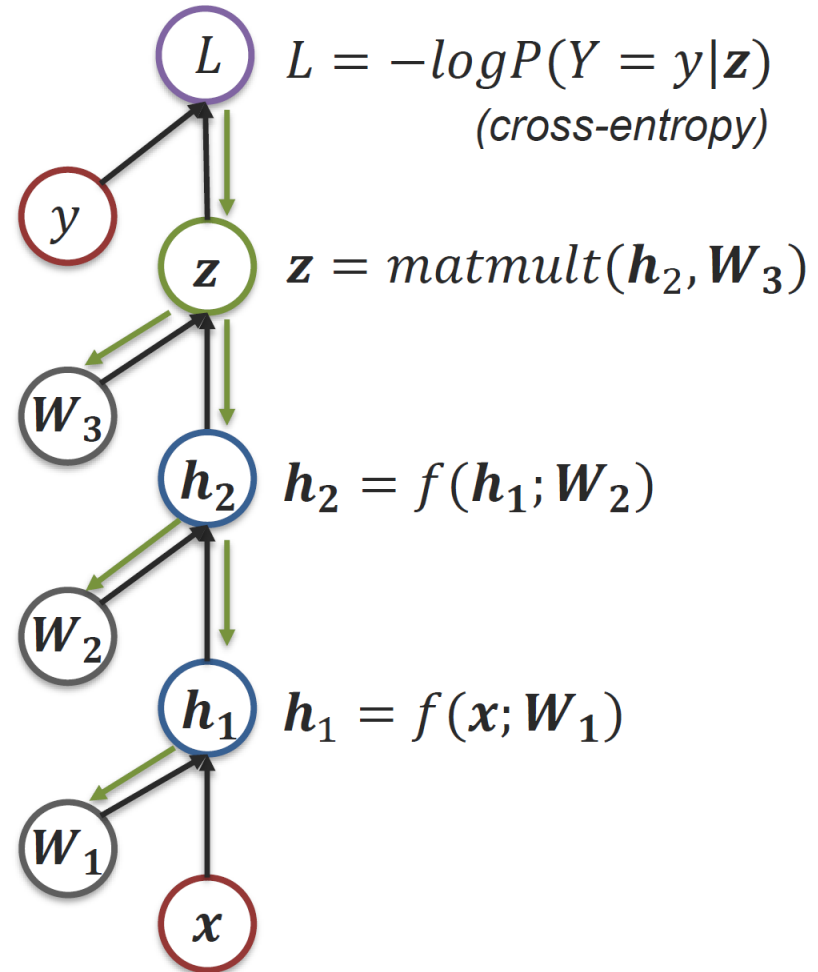 L L = −logP(Y = y|z)
(cross-entropy)
y
z z = matmult(h₂, W₃)
W₃
h₂ h₂ = f(h₁; W₂)
W₂
h₁ h₁ = f(x; W₁)
W₁
x